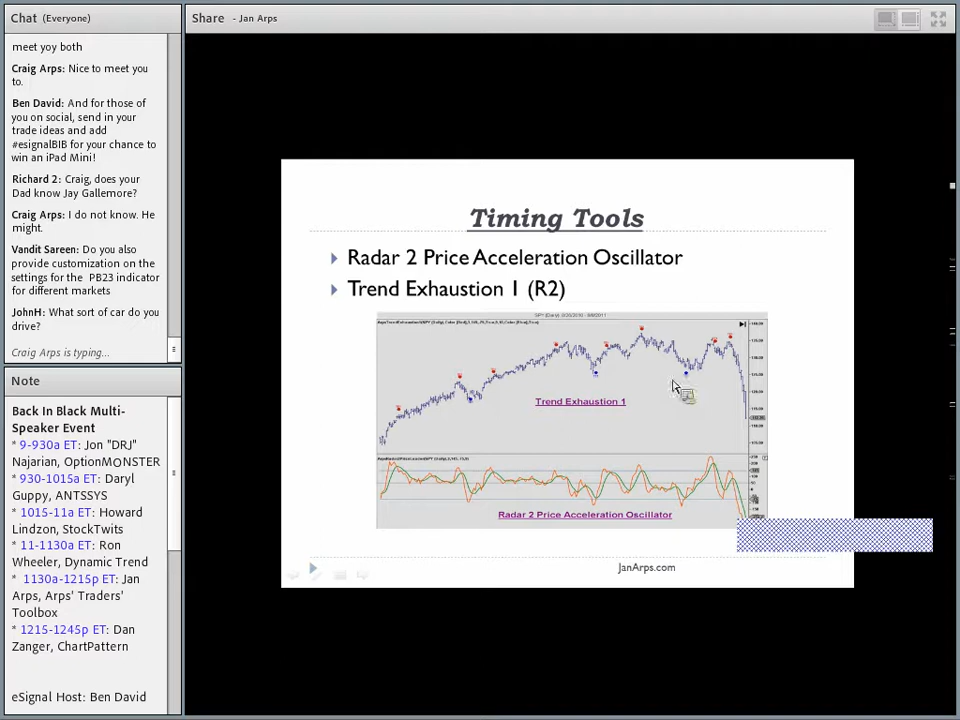 Chat (Everyone)
meet yoy both
Craig Arps: Nice to meet you
to.
Ben David: And for those of
you on social, send in your
trade ideas and add
#esignalBIB for your chance to
win an iPad Mini!
Richard 2: Craig, does your
Dad know Jay Gallemore?
Craig Arps: I do not know. He
might.
Vandit Sareen: Do you also
provide customization on the
settings for the PB23 indicator
for different markets
JohnH: What sort of car do you
drive?
Craig Arps is typing...
Note
Back In Black Multi-
Speaker Event
* 9-930a ET: Jon "DRJ"
Najarian, OptionMONSTER
* 930-1015a ET: Daryl
Guppy, ANTSSYS
* 1015-11a ET: Howard
Lindzon, StockTwits
* 11-1130a ET: Ron
Wheeler, Dynamic Trend
* 1130a-1215p ET: Jan
Arps, Arps' Traders'
Toolbox
* 1215-1245p ET: Dan
Zanger, ChartPattern
eSignal Host: Ben David
Share - Jan Arps
Timing Tools
Radar 2 Price Acceleration Oscillator
Trend Exhaustion 1 (R2)
Trend Exhaustion 1
Radar 2 Price Acceleration Oscillator
JanArps.com